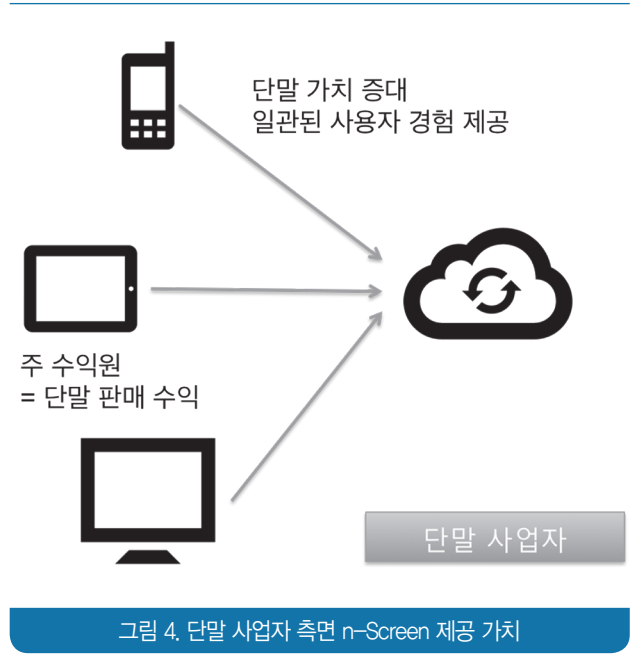 단말 가치 증대
일관된 사용자 경험 제공
주 수익원
= 단말 판매 수익
단말 사업자
그림 4. 단말 사업자 측면 n-Screen 제공 가치